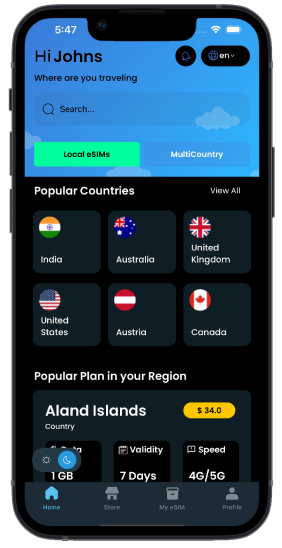 5:47
Hi Johns
en
Where are you traveling
Search...
Local eSIMs
MultiCountry
Popular Countries
View All
India
Australia
United
Kingdom
United
States
Austria
Canada
Popular Plan in your Region
Aland Islands
$ 34.0
Country
Validity
Speed
1 GB
7 Days
4G/5G
Home
Store
My eSIM
Profile